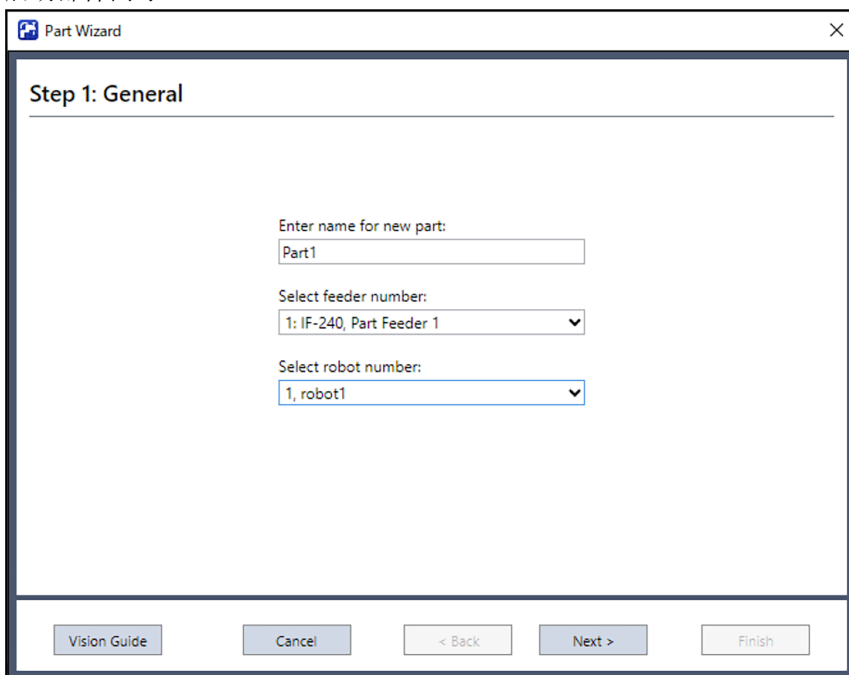 Part Wizard
Step 1: General
Enter name for new part:
Part1
Select feeder number:
1: IF-240, Part Feeder 1
Select robot number:
1, robot1
Vision Guide
Cancel
< Back
Next >
Finish